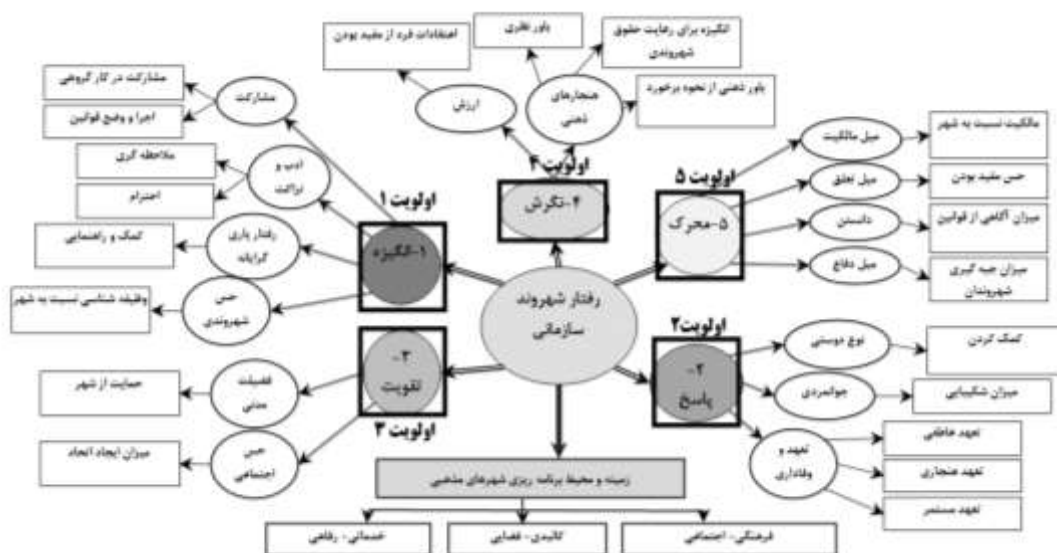 انگیزه برای رعایت حقوق
شهروندی
باور نظری
اعتقادات فرد از مفید بودن
باور ذهنی از نحوه برخورد
هنجارهای
ذهنی
ارزش
اولویت ۴
۴-نگرش
مشارکت در کار گروهی
اجرا و وضع قوانین
مشارکت
ملاحظه گری
احترام
ادب و
نزاکت
کمک و راهنمایی
رفتار یاری
گرایانه
وظیفه شناسی نسبت به شهر
حس
شهروندی
اولویت ۱
۱-انگیزه
مالکیت نسبت به شهر
میل مالکیت
حس مفید بودن
میل تعلق
میزان آگاهی از قوانین
دانستن
میزان جبه گیری
شهروندان
میل دفاع
اولویت ۵
۵-محرک
رفتار شهروند
سازمانی
اولویت۲
۲-
پاسخ
نوع دوستی
کمک کردن
جوانمردی
میزان شکیبایی
تعهد و
وفاداری
تعهد عاطفی
تعهد هنجاری
تعهد مستمر
۳-
تقویت
اولویت ۳
فضیلت
مدنی
حمایت از شهر
حس
اجتماعی
میزان ایجاد اتحاد
زمینه و محیط برنامه ریزی شهرهای مذهبی
فرهنگی- اجتماعی
کالبدی- فضایی
خدماتی- رفاهی